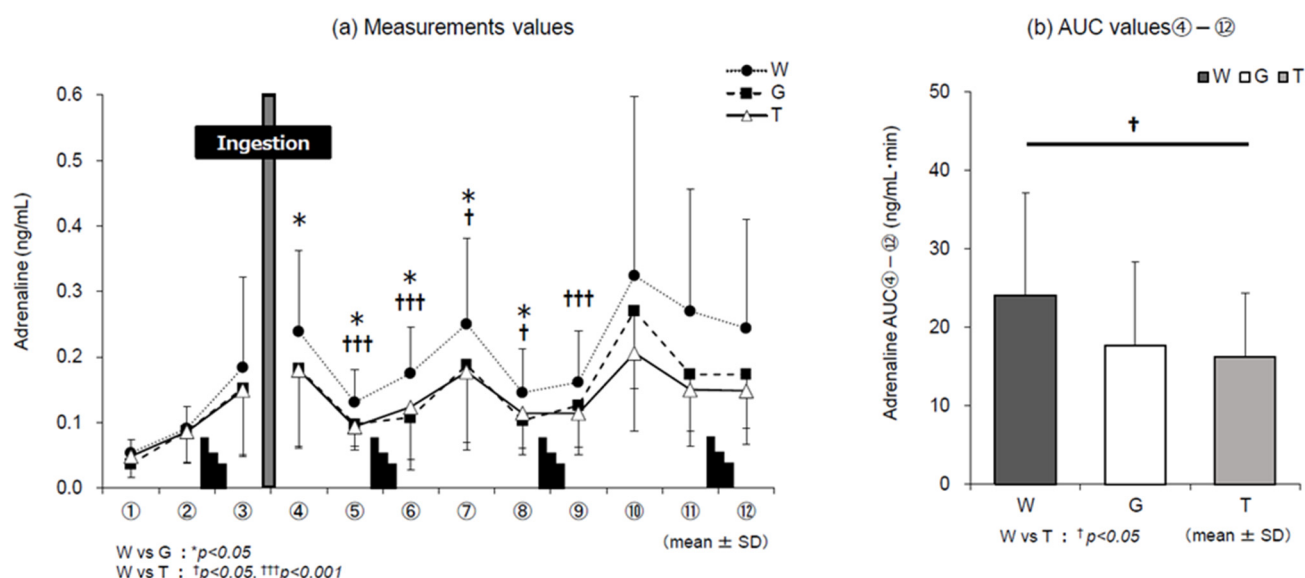 (a) Measurements values
W
G
T
Adrenaline (ng/mL)
0.6
0.5
0.4
0.3
0.2
0.1
0.0
Ingestion
*
*
†††
*
†††
*
†
*
†
†††
① ② ③ ④ ⑤ ⑥ ⑦ ⑧ ⑨ ⑩ ⑪ ⑫
(mean ± SD)
W vs G : *p<0.05
W vs T : †p<0.05, †††p<0.001
(b) AUC values④－⑫
W G T
Adrenaline AUC④－⑫ (ng/mL・min)
50
40
30
20
10
0
†
W G T
W vs T : †p<0.05
(mean ± SD)